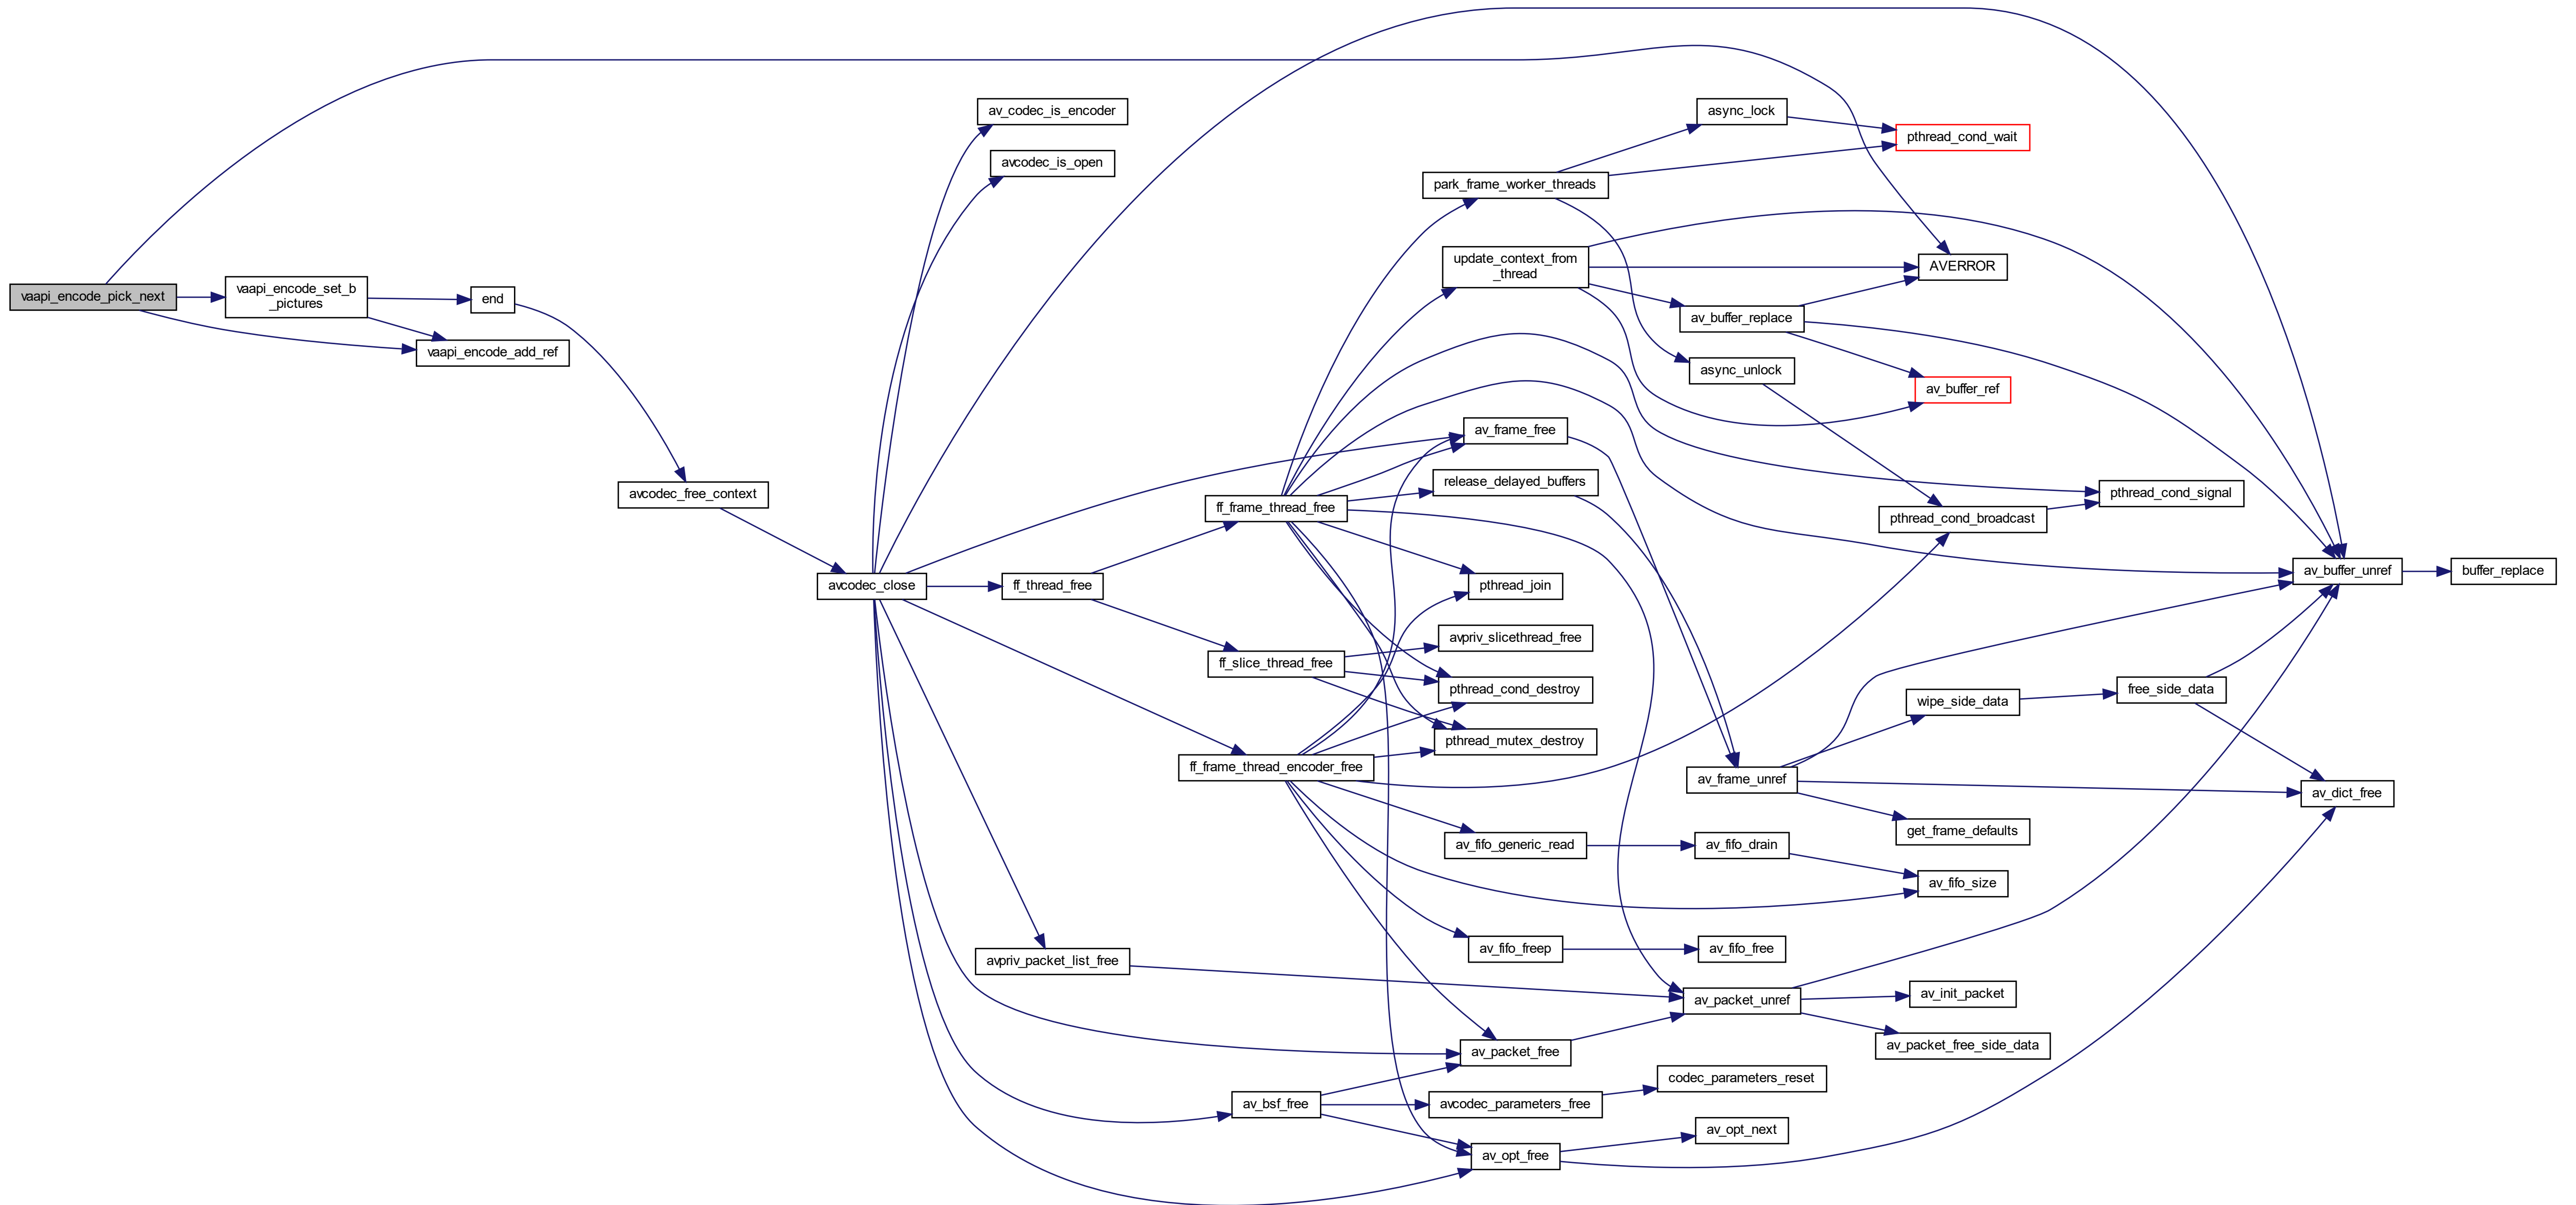 vaapi_encode_pick_next
vaapi_encode_set_b
_pictures
end
vaapi_encode_add_ref
avcodec_free_context
avcodec_close
av_codec_is_encoder
avcodec_is_open
ff_thread_free
avpriv_packet_list_free
ff_frame_thread_free
ff_slice_thread_free
ff_frame_thread_encoder_free
av_bsf_free
park_frame_worker_threads
update_context_from
_thread
av_frame_free
release_delayed_buffers
pthread_join
avpriv_slicethread_free
pthread_cond_destroy
pthread_mutex_destroy
av_fifo_generic_read
av_fifo_freep
av_packet_free
avcodec_parameters_free
av_opt_free
async_lock
av_buffer_replace
async_unlock
av_frame_unref
av_fifo_drain
av_fifo_free
av_packet_unref
codec_parameters_reset
av_opt_next
pthread_cond_wait
AVERROR
av_buffer_ref
pthread_cond_broadcast
wipe_side_data
get_frame_defaults
av_fifo_size
av_init_packet
av_packet_free_side_data
pthread_cond_signal
free_side_data
av_buffer_unref
av_dict_free
buffer_replace